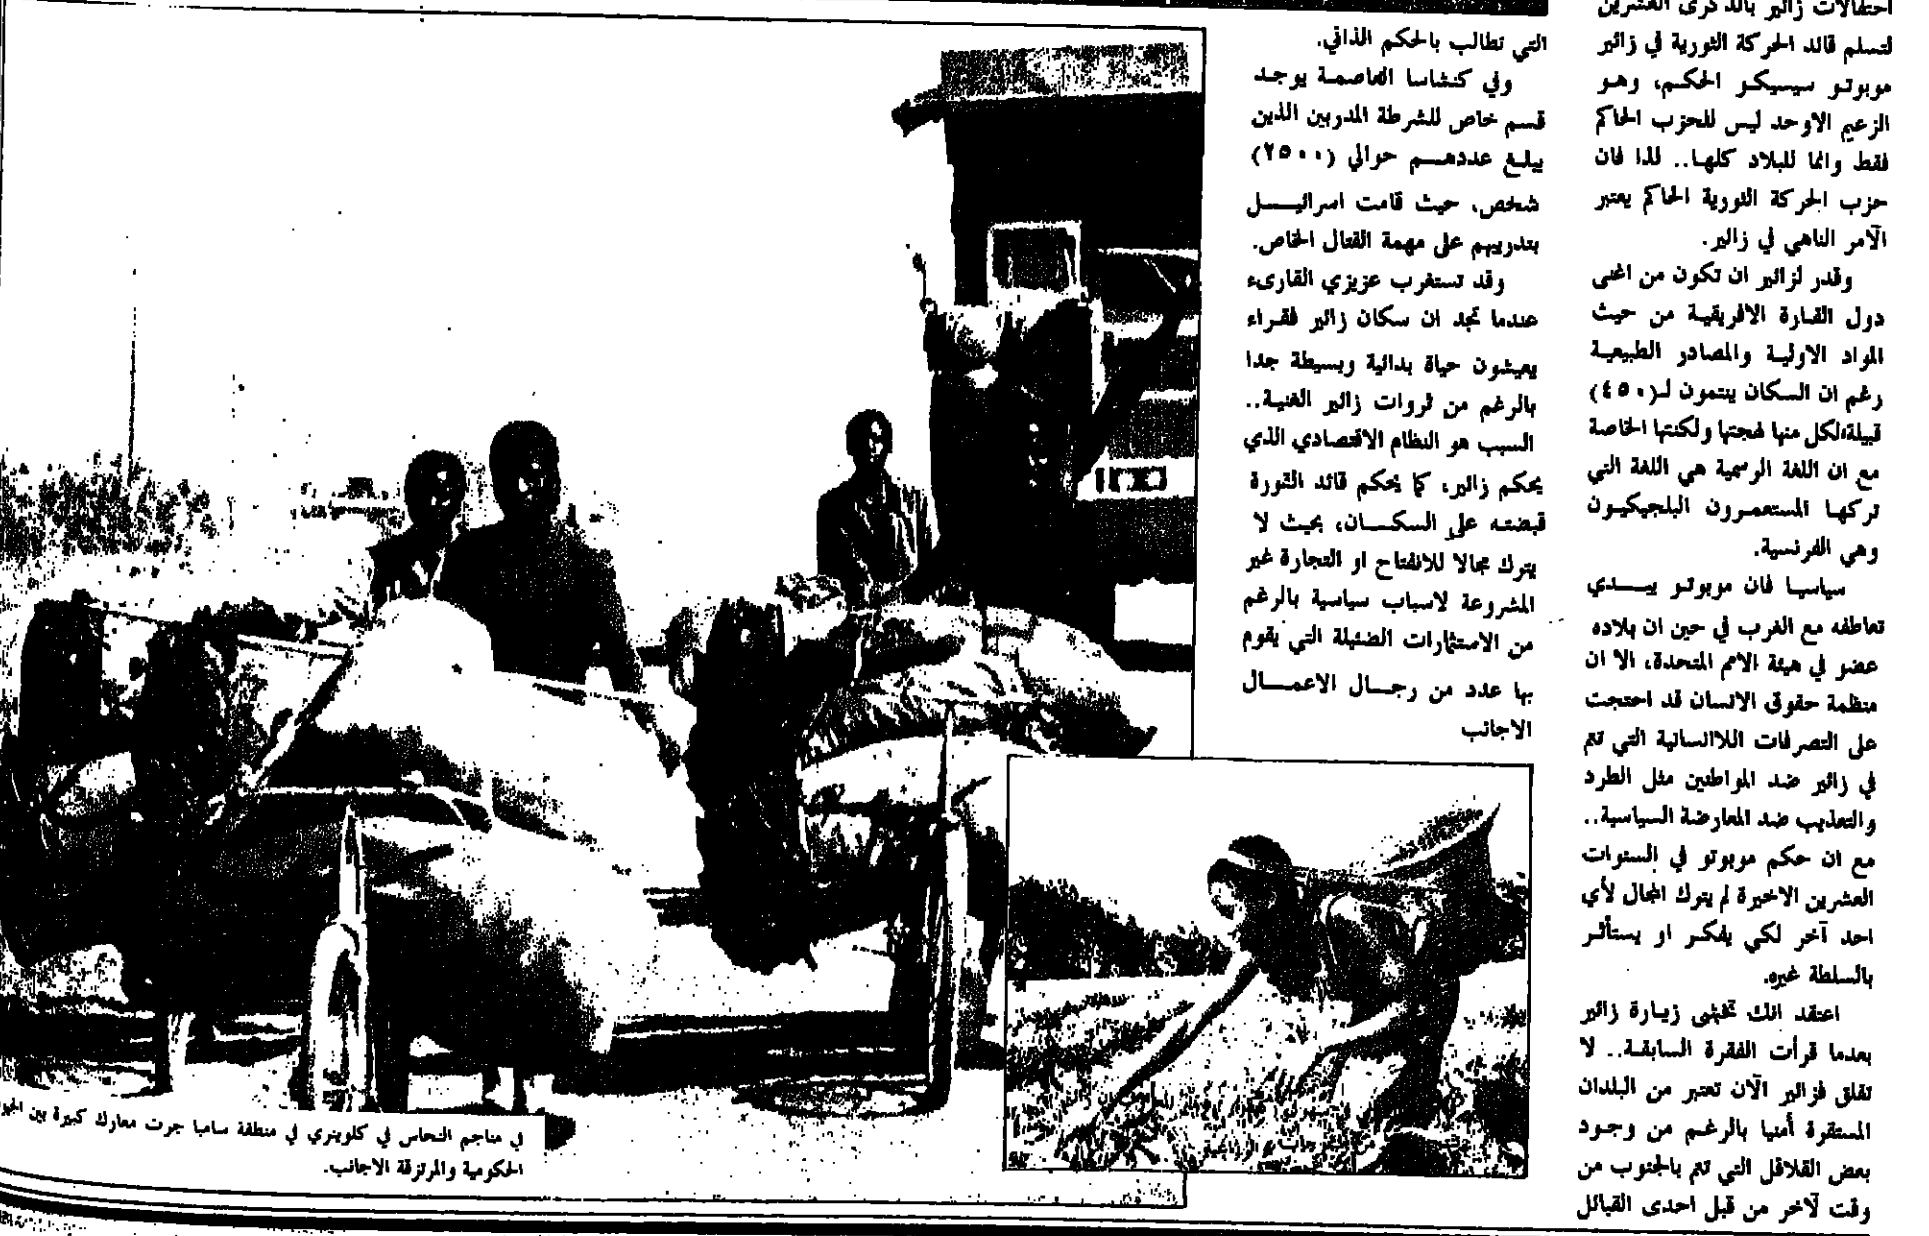 احتفالات زائير بالذكرى العشرين
لتسلم قائد الحركة الثورية في زائير
موبوتو سيسيكو الحكم، وهو
الزعيم الاوحد ليس للحزب الحاكم
فقط وانما للبلاد كلها.. لذا فان
حزب الحركة الثورية الحاكم يعتبر
الآمر الناهي في زائير.
وقدر لزائير ان تكون من اغنى
دول القارة الافريقية من حيث
المواد الاولية والمصادر الطبيعية
رغم ان السكان ينتمون لـ(٤٥٠)
قبيلة لكل منها لهجتها ولكنتها الخاصة
مع ان اللغة الرسمية هي اللغة التي
تركها المستعمرون البلجيكيون
وهي الفرنسية.
سياسيا فان موبوتو يبدي
تعاطفه مع الغرب في حين ان بلاده
عضو في هيئة الامم المتحدة، الا ان
منظمة حقوق الانسان قد احتجت
على التصرفات اللاانسانية التي تتم
في زائير ضد المواطنين مثل الطرد
والتعذيب ضد المعارضة السياسية..
مع ان حكم موبوتو في السنوات
العشرين الاخيرة لم يترك المجال لأي
احد آخر لكي يفكر او يستأثر
بالسلطة غيره.
اعتقد انك تخشى زيارة زائير
بعدما قرأت الفقرة السابقة.. لا
تقلق فزائير الآن تعتبر من البلدان
المستقرة أمنيا بالرغم من وجود
بعض القلاقل التي تتم بالجنوب من
وقت لآخر من قبل احدى القبائل
التي تطالب بالحكم الذاتي.
وفي كنشاسا العاصمة يوجد
قسم خاص للشرطة المدربين الذين
يبلغ عددهم حوالي (٢٥٠٠)
شخص، حيث قامت اسرائيل
بتدريبهم على مهمة القتال الخاص.
وقد تستغرب عزيزي القارىء
عندما تجد ان سكان زائير فقراء
يعيشون حياة بدائية وبسيطة جدا
بالرغم من ثروات زائير الغنية..
السبب هو النظام الاقتصادي الذي
يحكم زائير، كما يحكم قائد الثورة
قبضته على السكان، بحيث لا
يترك مجالا للانفتاح او التجارة غير
المشروعة لاسباب سياسية بالرغم
من الاستثمارات الضئيلة التي يقوم
بها عدد من رجال الاعمال
الاجانب
في مناجم النحاس في كلويتري في منطقة سامبا جرت معارك كبيرة بين
الحكومية والمرتزقة الاجانب.